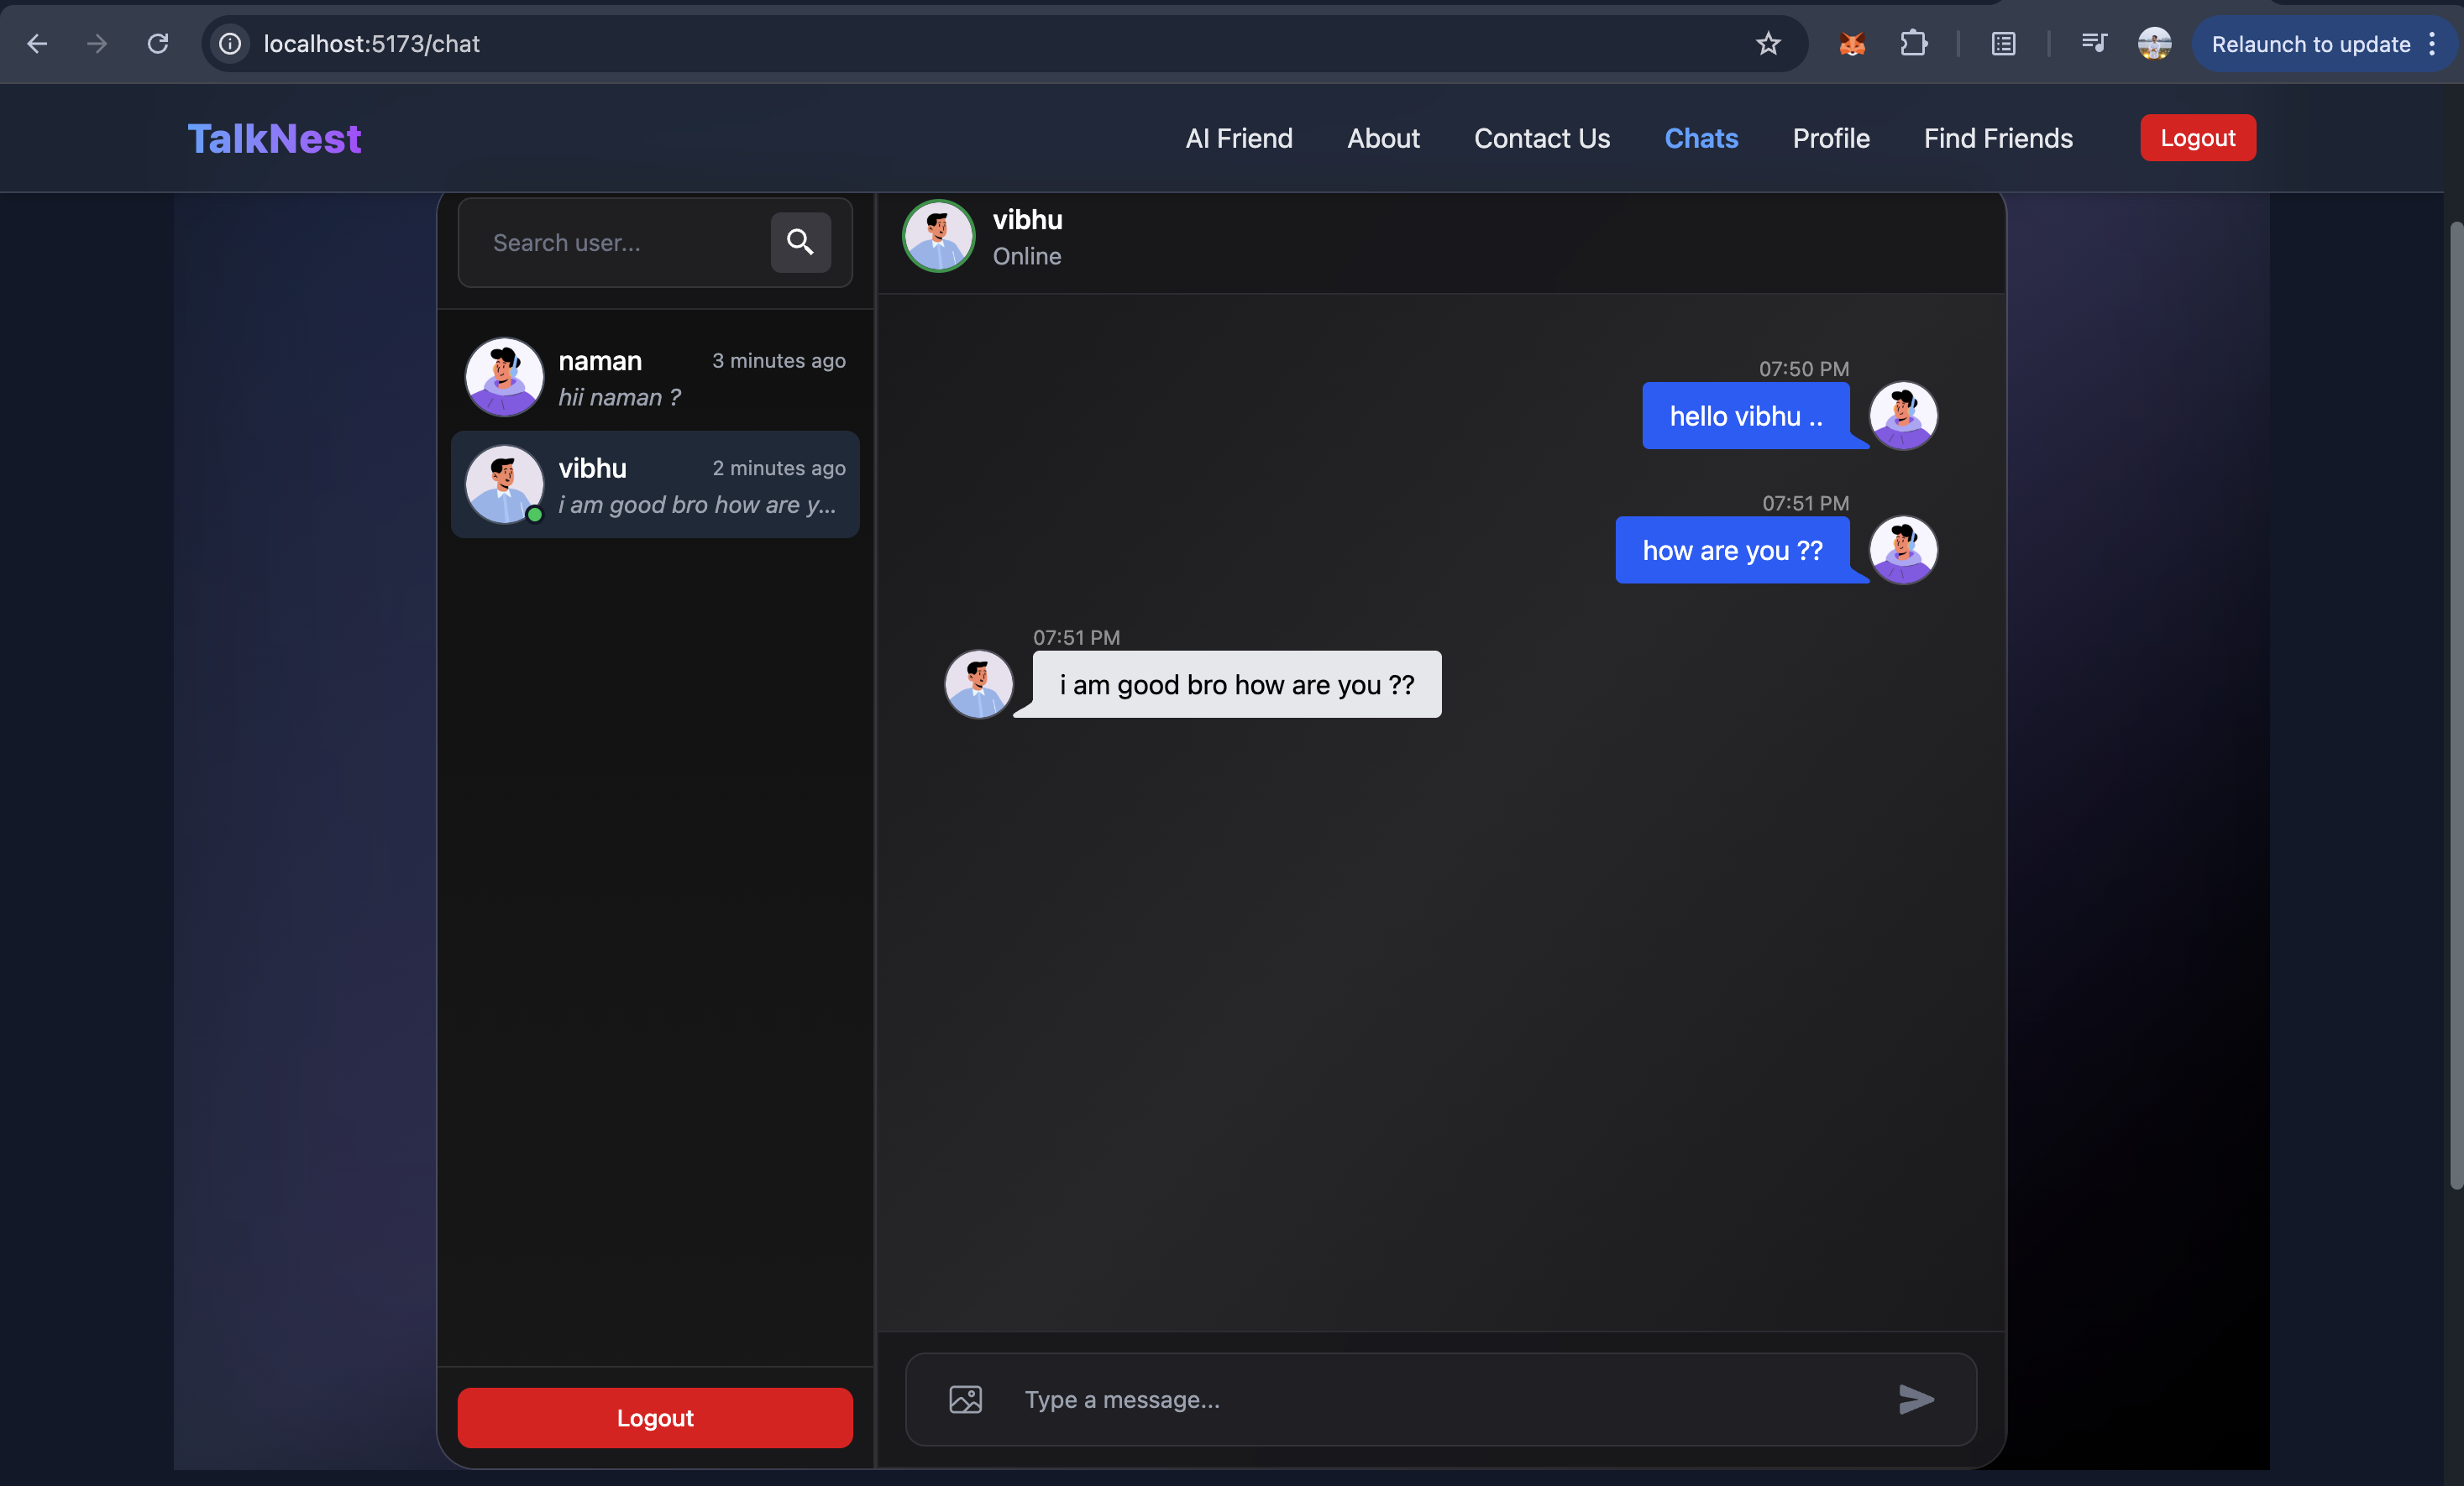 localhost:5173/chat
Relaunch to update
TalkNest
AI Friend
About
Contact Us
Chats
Profile
Find Friends
Logout
Search user...
naman
3 minutes ago
hii naman ?
vibhu
2 minutes ago
i am good bro how are y...
Logout
vibhu
Online
07:50 PM
hello vibhu ..
07:51 PM
how are you ??
07:51 PM
i am good bro how are you ??
Type a message...